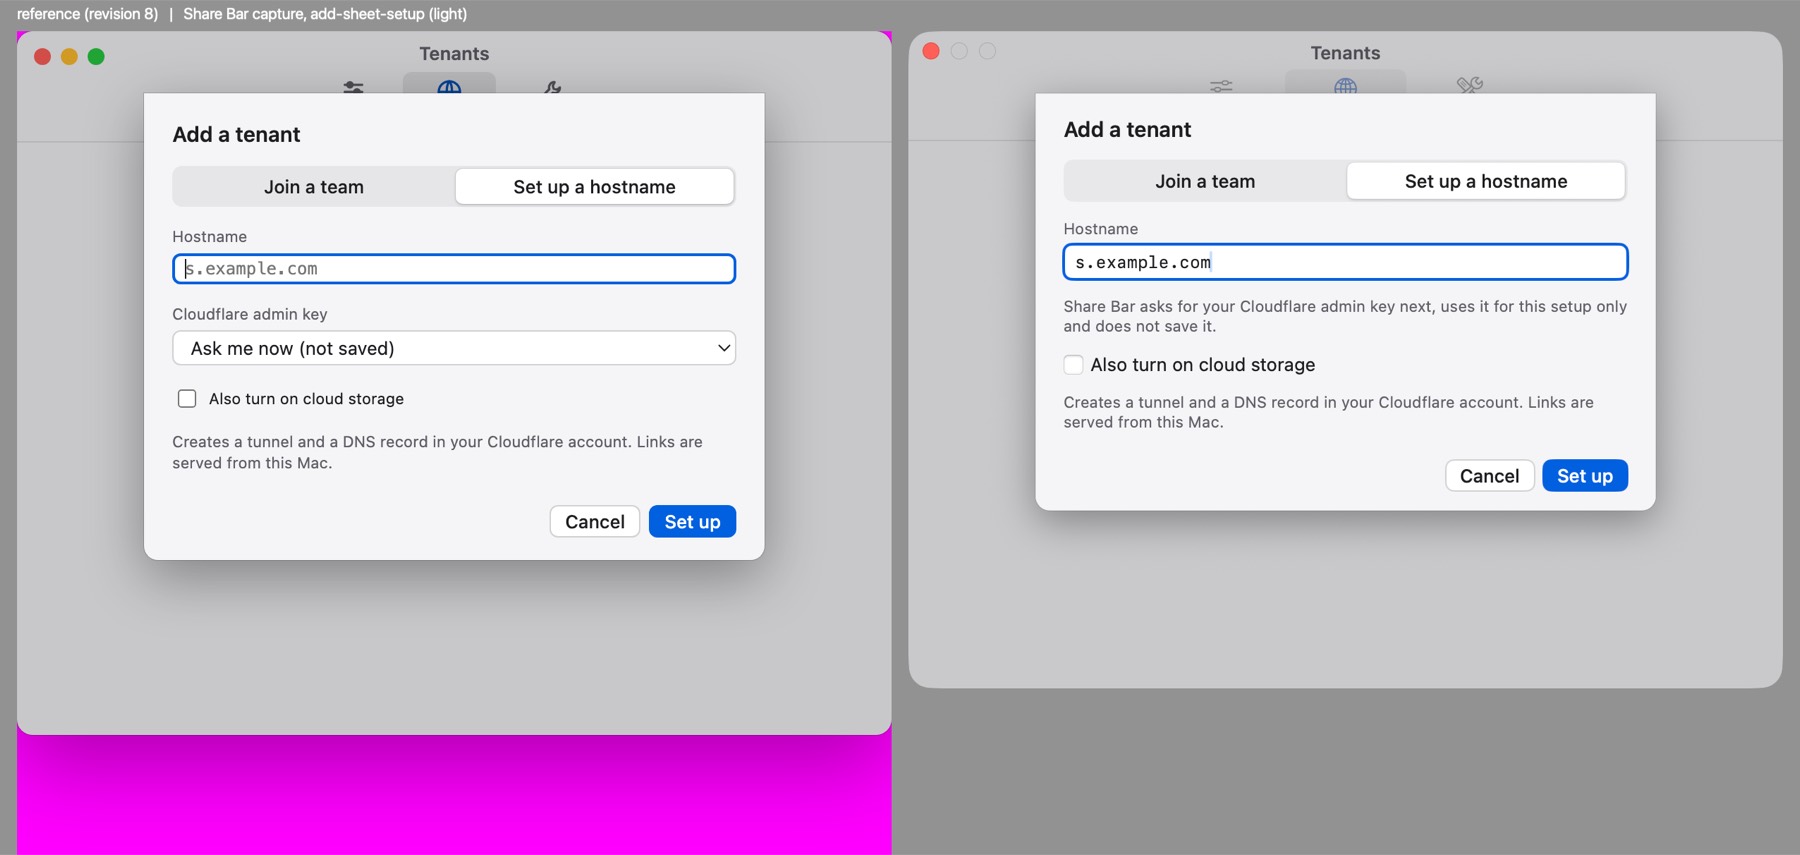 reference (revision 8) | Share Bar capture, add-sheet-setup (light)
Tenants
Add a tenant
Join a team
Set up a hostname
Hostname
s.example.com
Cloudflare admin key
Ask me now (not saved)
Also turn on cloud storage
Creates a tunnel and a DNS record in your Cloudflare account. Links are
served from this Mac.
Cancel
Set up
Tenants
Add a tenant
Join a team
Set up a hostname
Hostname
s.example.com
Share Bar asks for your Cloudflare admin key next, uses it for this setup only
and does not save it.
Also turn on cloud storage
Creates a tunnel and a DNS record in your Cloudflare account. Links are
served from this Mac.
Cancel
Set up